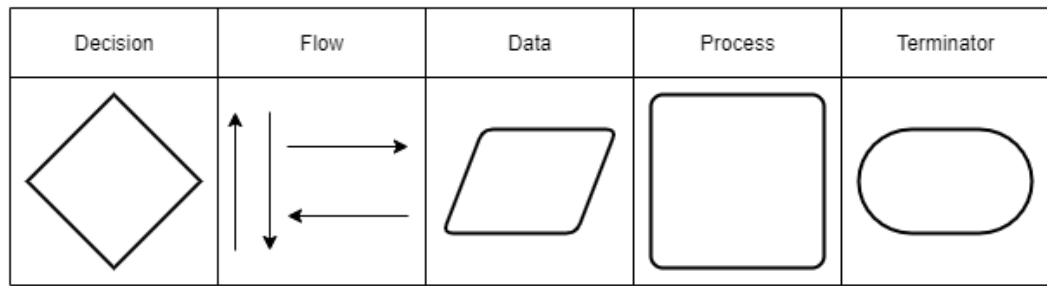 Decision
Flow
Data
Process
Terminator